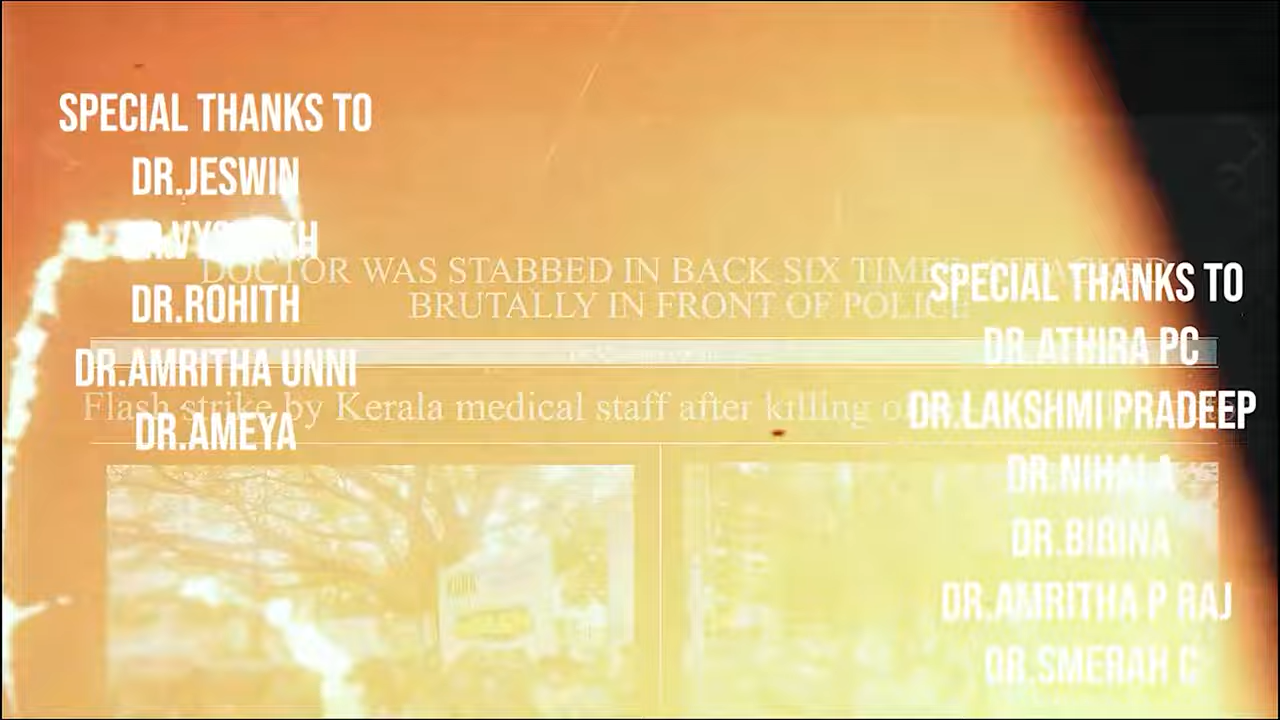 SPECIAL THANKS TO
DR.JESWIN
DR.ROHITH
DR.AMRITHA UNNI
DR.AMEYA
DOCTOR WAS STABBED IN BACK SIX
BRUTALLY IN FRONT OF POLICE
Flash strike by Kerala medical staff after killing
SPECIAL THANKS TO
DR.ATHIRA PC
DR.LAKSHMI PRADEEP
DR.NIHALA
DR.BIBINA
DR.AMRITHA P RAJ
DR.SMERAH C